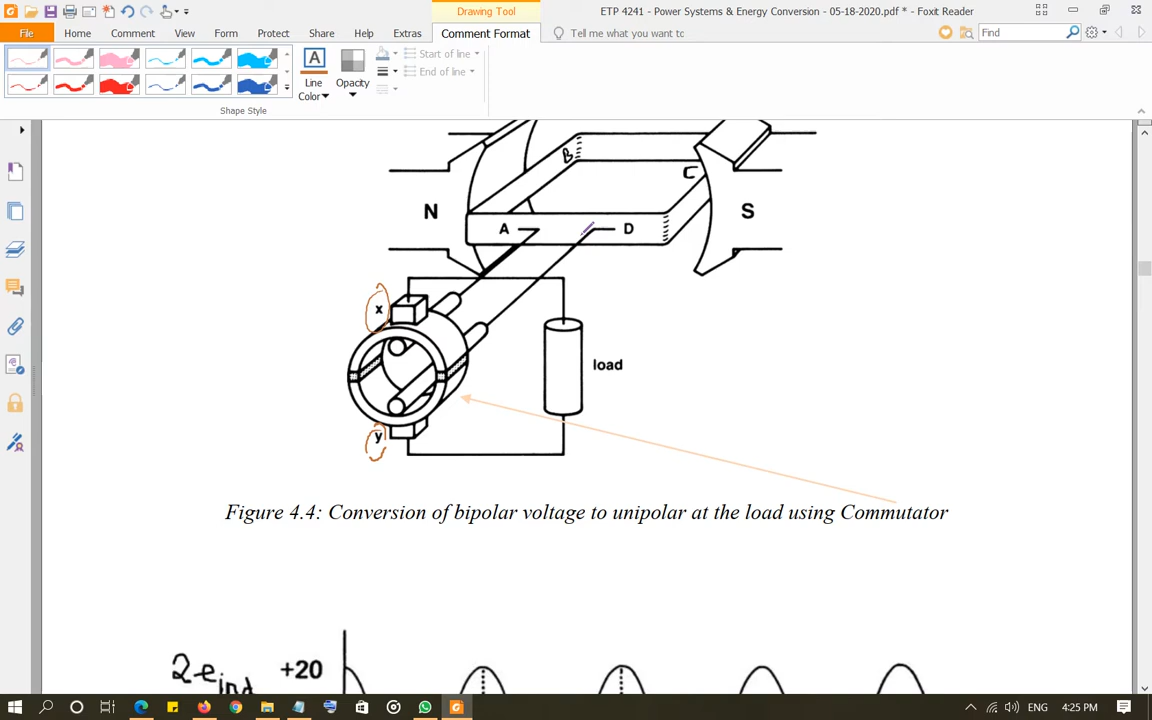 Drawing Tool
ETP 4241 - Power Systems & Energy Conversion - 05-18-2020.pdf * - Foxit Reader
File
Home
Comment
View
Form
Protect
Share
Help
Extras
Comment Format
Tell me what you want to
Find
Start of line
End of line
A
Line
Color
Opacity
Shape Style
B
C
N
A
D
S
x
load
y
Figure 4.4: Conversion of bipolar voltage to unipolar at the load using Commutator
2eind +20
ENG
4:25 PM